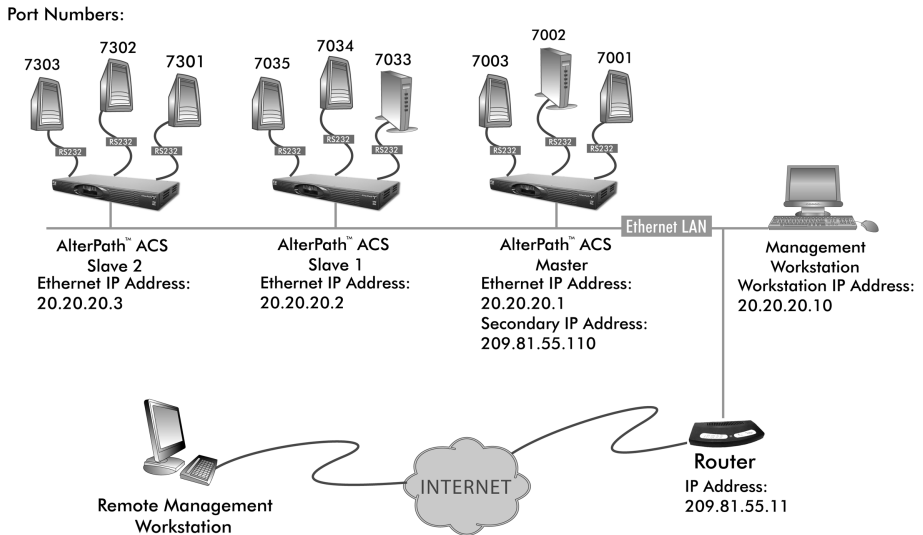 Port Numbers:
7303
7302
7301
7035
7034
7033
7003
7002
7001
RS232
RS232
RS232
RS232
RS232
RS232
RS232
RS232
RS232
Ethernet LAN
AlterPath™ ACS
Slave 2
Ethernet IP Address:
20.20.20.3
AlterPath™ ACS
Slave 1
Ethernet IP Address:
20.20.20.2
AlterPath™ ACS
Master
Ethernet IP Address:
20.20.20.1
Secondary IP Address:
209.81.55.110
Management
Workstation
Workstation IP Address:
20.20.20.10
Remote Management
Workstation
INTERNET
Router
IP Address:
209.81.55.11